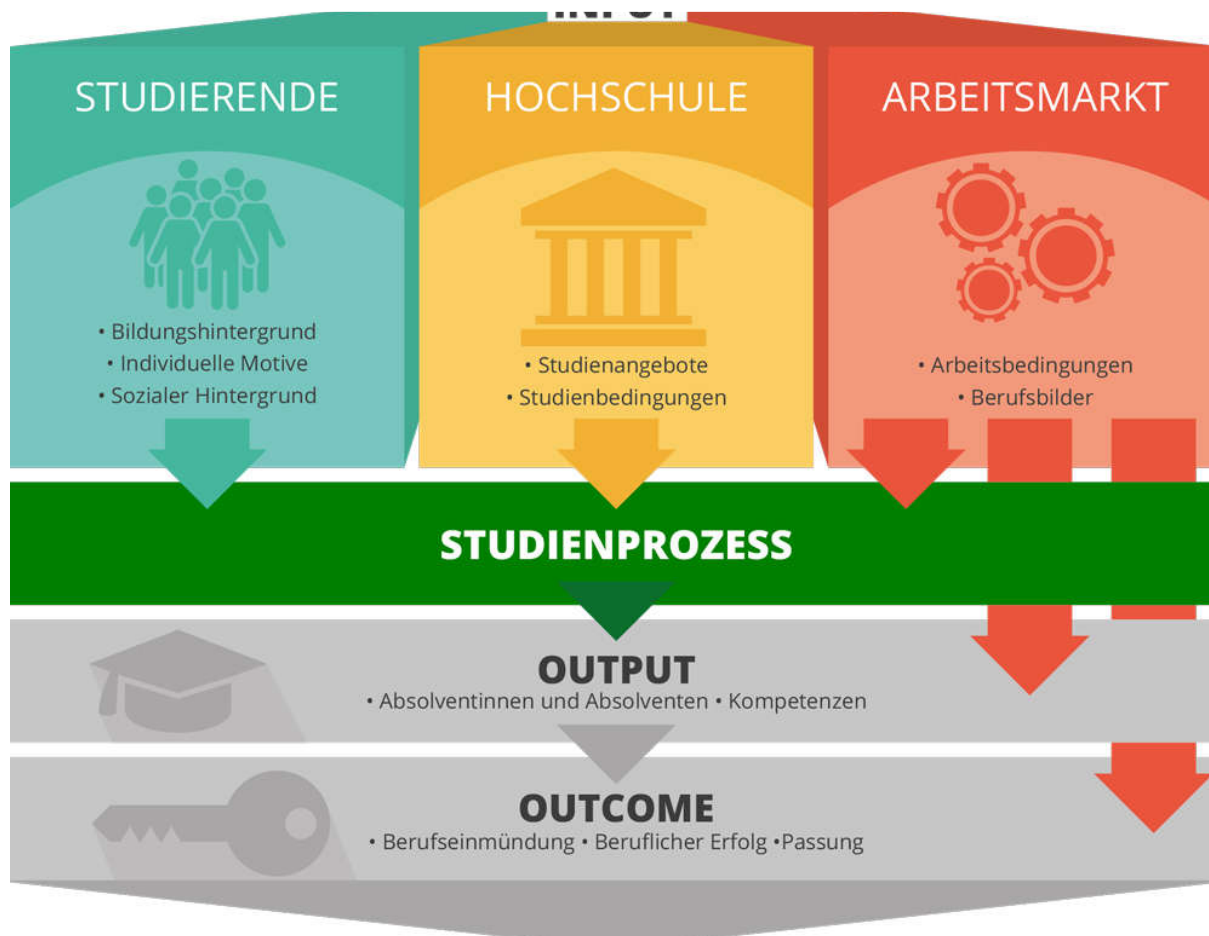 INPUT
STUDIERENDE
HOCHSCHULE
ARBEITSMARKT
• Bildungshintergrund
• Individuelle Motive
• Sozialer Hintergrund
• Studienangebote
• Studienbedingungen
• Arbeitsbedingungen
• Berufsbilder
STUDIENPROZESS
OUTPUT
• Absolventinnen und Absolventen • Kompetenzen
OUTCOME
• Berufseinmündung • Beruflicher Erfolg •Passung